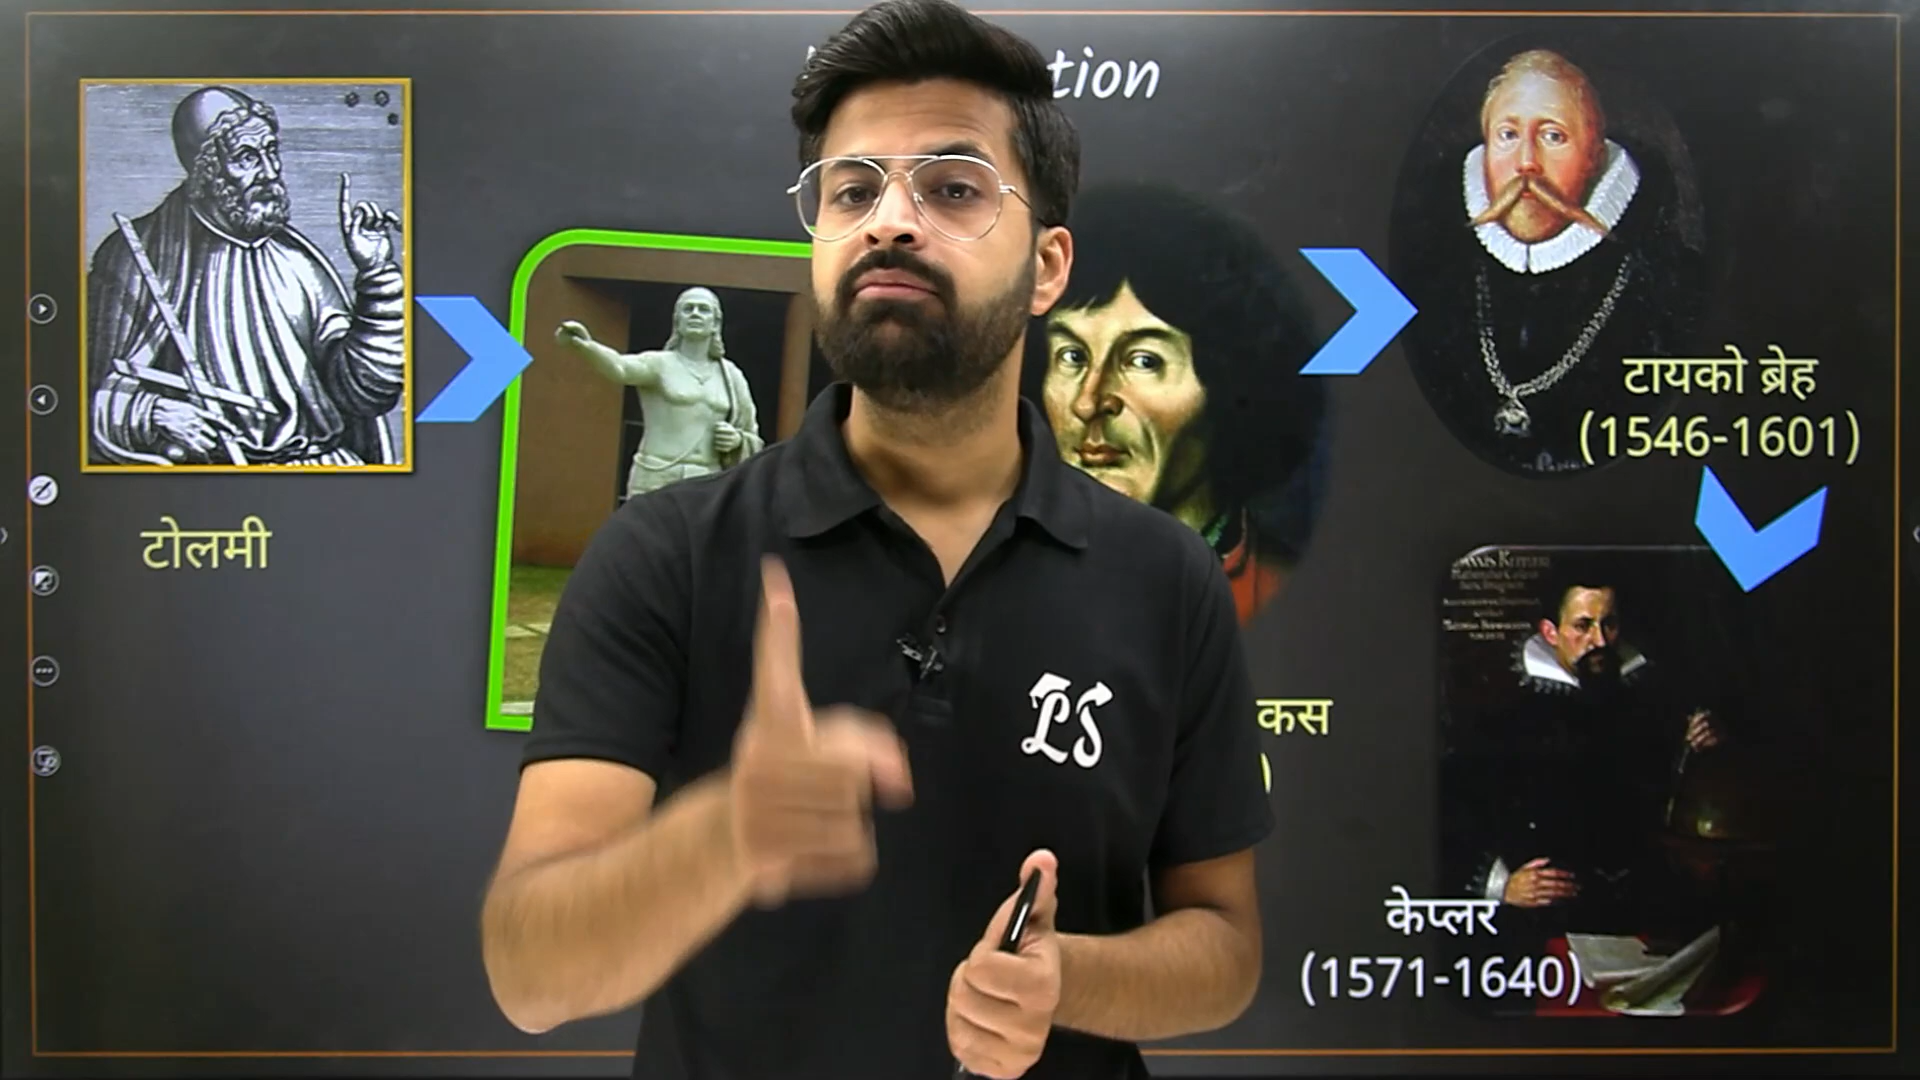 tion
टोलमी
टायको ब्रेह
(1546-1601)
कस
)
केप्लर
(1571-1640)
LS